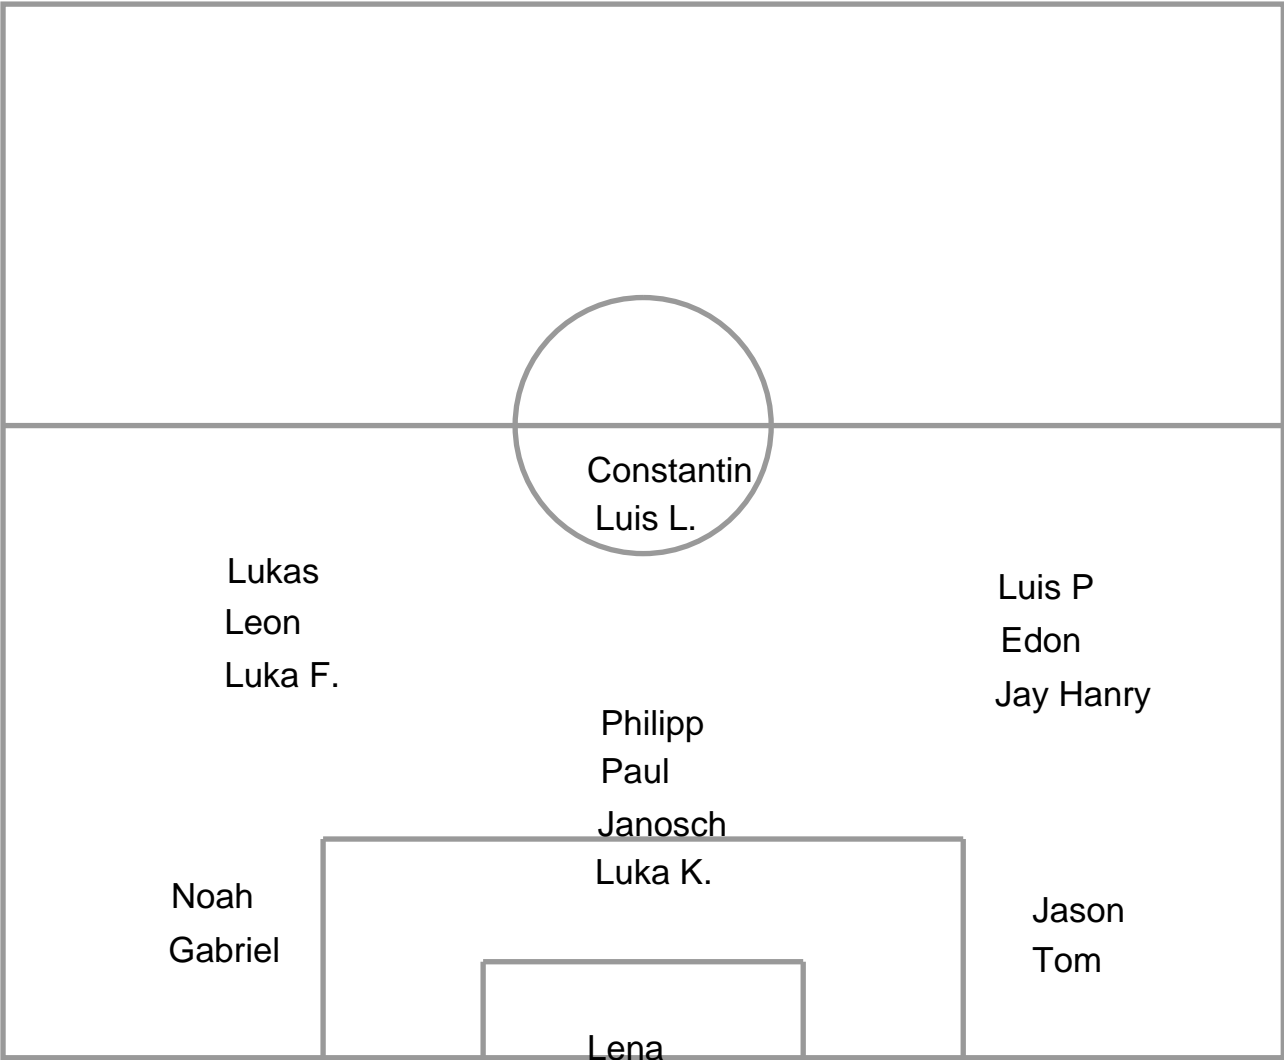 Constantin
Luis L.
Lukas
Leon
Luka F.
Luis P
Edon
Jay Hanry
Philipp
Paul
Janosch
Luka K.
Noah
Gabriel
Jason
Tom
Lena